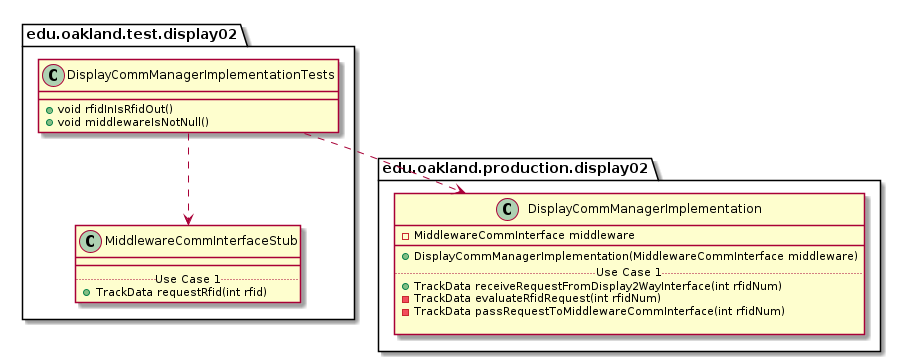 edu.oakland.test.display02
C DisplayCommManagerImplementationTests
void rfidInIsRfidOut()
void middlewareIsNotNull()
C MiddlewareCommInterfaceStub
Use Case 1
TrackData requestRfid(int rfid)
edu.oakland.production.display02
C DisplayCommManagerImplementation
MiddlewareCommInterface middleware
DisplayCommManagerImplementation(MiddlewareCommInterface middleware)
Use Case 1
TrackData receiveRequestFromDisplay2WayInterface(int rfidNum)
TrackData evaluateRfidRequest(int rfidNum)
TrackData passRequestToMiddlewareCommInterface(int rfidNum)